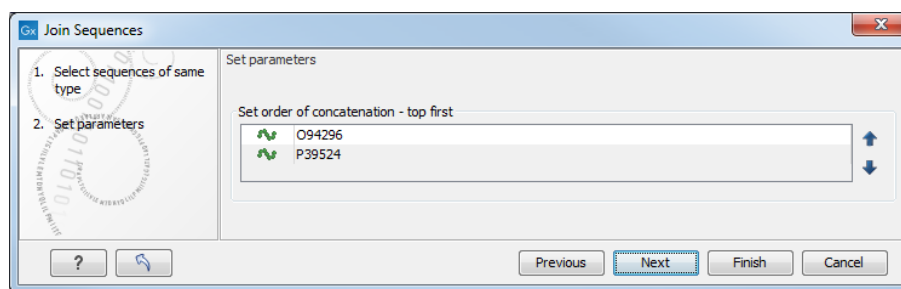 Gx Join Sequences
X
1. Select sequences of same
type
2. Set parameters
Set parameters
Set order of concatenation - top first
O94296
P39524
?
Previous
Next
Finish
Cancel